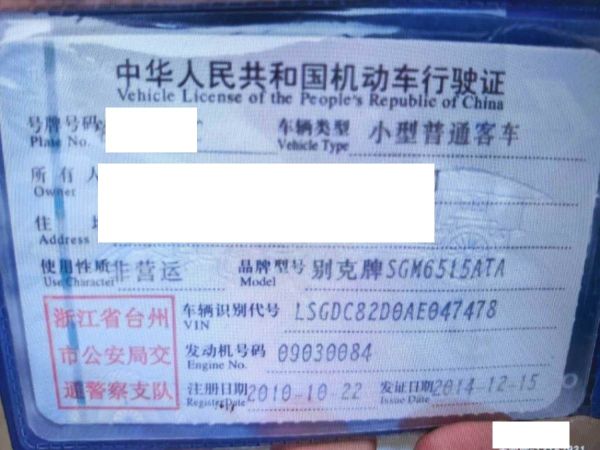 中华人民共和国机动车行驶证
Vehicle License of the People's Republic of China
号牌号码 车辆类型 小型普通客车
Plate No. Vehicle Type
所有人
Owner
住
Address
使用性质 非营运 品牌型号 别克牌SGM6515ATA
Use Character Model
浙江省台州
市公安局交
通警察支队
车辆识别代号 LSGDC82D0AE047478
VIN
发动机号码 09030084
Engine No.
注册日期 2010-10-22 发证日期 2014-12-15
Register Date Issue Date